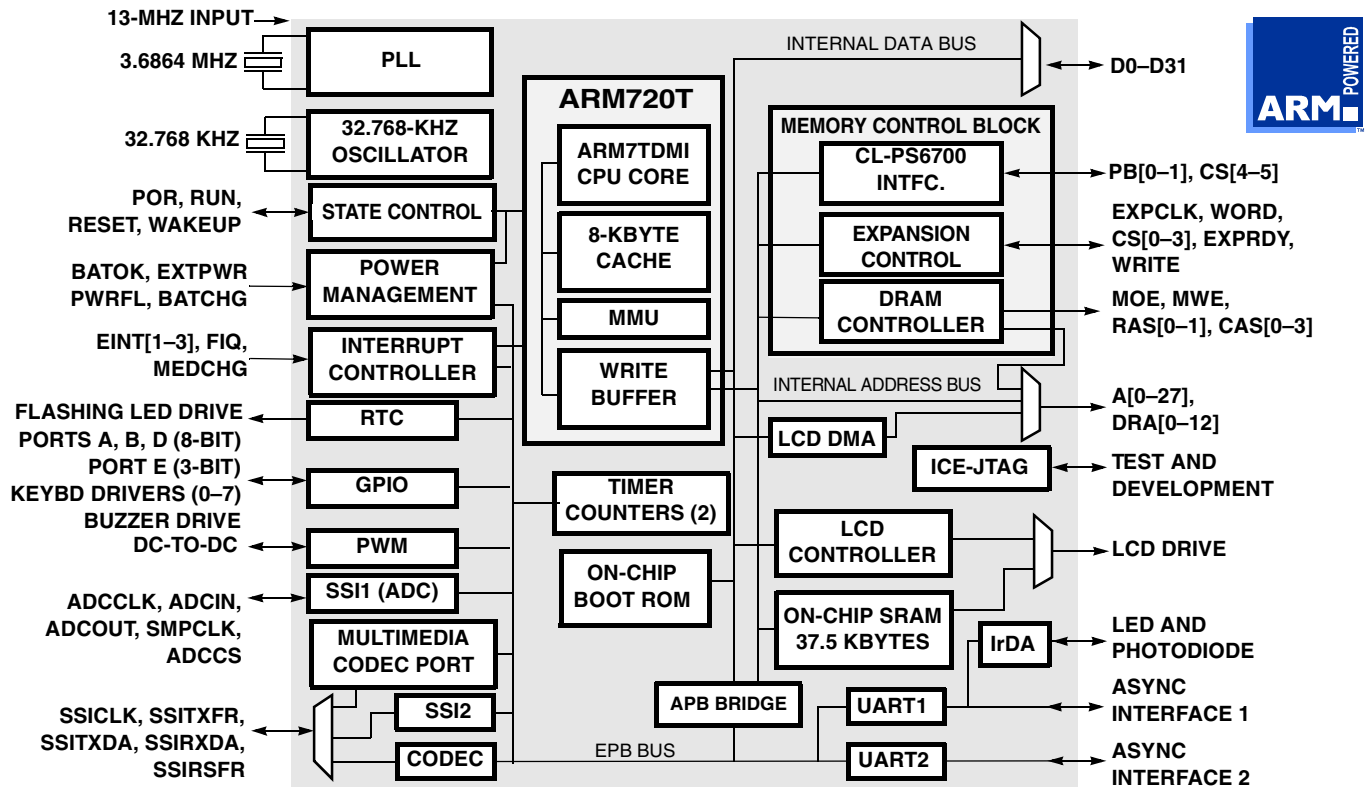 13-MHZ INPUT
3.6864 MHZ
PLL
32.768 KHZ
32.768-KHZ
OSCILLATOR
POR, RUN,
RESET, WAKEUP
STATE CONTROL
BATOK, EXTPWR
PWRFL, BATCHG
POWER
MANAGEMENT
EINT[1–3], FIQ,
MEDCHG
INTERRUPT
CONTROLLER
FLASHING LED DRIVE
RTC
PORTS A, B, D (8-BIT)
PORT E (3-BIT)
KEYBD DRIVERS (0–7)
GPIO
BUZZER DRIVE
DC-TO-DC
PWM
ADCCLK, ADCIN,
ADCOUT, SMPCLK,
ADCCS
SSI1 (ADC)
MULTIMEDIA
CODEC PORT
SSICLK, SSITXFR,
SSITXDA, SSIRXDA,
SSIRSFR
SSI2
CODEC
ARM720T
ARM7TDMI
CPU CORE
8-KBYTE
CACHE
MMU
WRITE
BUFFER
TIMER
COUNTERS (2)
ON-CHIP
BOOT ROM
APB BRIDGE
EPB BUS
INTERNAL DATA BUS
D0–D31
MEMORY CONTROL BLOCK
CL-PS6700
INTFC.
PB[0–1], CS[4–5]
EXPANSION
CONTROL
EXPCLK, WORD,
CS[0–3], EXPRDY,
WRITE
DRAM
CONTROLLER
MOE, MWE,
RAS[0–1], CAS[0–3]
INTERNAL ADDRESS BUS
A[0–27],
DRA[0–12]
LCD DMA
ICE-JTAG
TEST AND
DEVELOPMENT
LCD
CONTROLLER
LCD DRIVE
ON-CHIP SRAM
37.5 KBYTES
IrDA
LED AND
PHOTODIODE
UART1
ASYNC
INTERFACE 1
UART2
ASYNC
INTERFACE 2
ARM
POWERED
TM